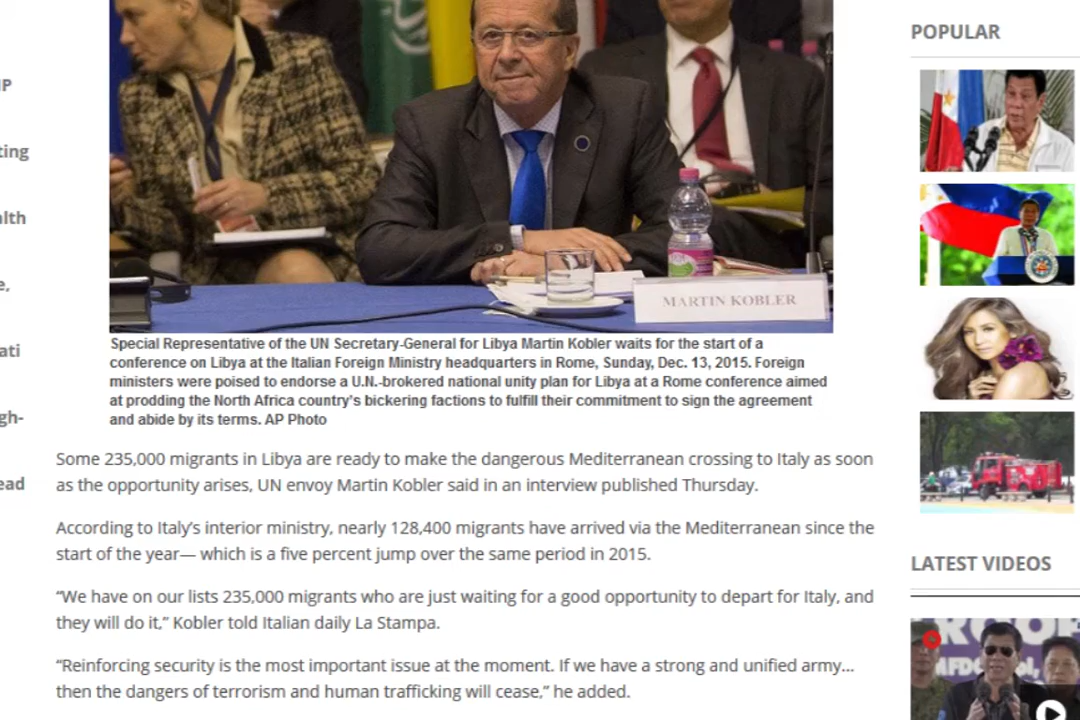 POPULAR
IP
ting
alth
e,
ati
gh-
ead
MARTIN KOBLER
Special Representative of the UN Secretary-General for Libya Martin Kobler waits for the start of a
conference on Libya at the Italian Foreign Ministry headquarters in Rome, Sunday, Dec. 13, 2015. Foreign
ministers were poised to endorse a U.N.-brokered national unity plan for Libya at a Rome conference aimed
at prodding the North Africa country's bickering factions to fulfill their commitment to sign the agreement
and abide by its terms. AP Photo
Some 235,000 migrants in Libya are ready to make the dangerous Mediterranean crossing to Italy as soon
as the opportunity arises, UN envoy Martin Kobler said in an interview published Thursday.
According to Italy's interior ministry, nearly 128,400 migrants have arrived via the Mediterranean since the
start of the year— which is a five percent jump over the same period in 2015.
“We have on our lists 235,000 migrants who are just waiting for a good opportunity to depart for Italy, and
they will do it,” Kobler told Italian daily La Stampa.
“Reinforcing security is the most important issue at the moment. If we have a strong and unified army...
then the dangers of terrorism and human trafficking will cease,” he added.
LATEST VIDEOS